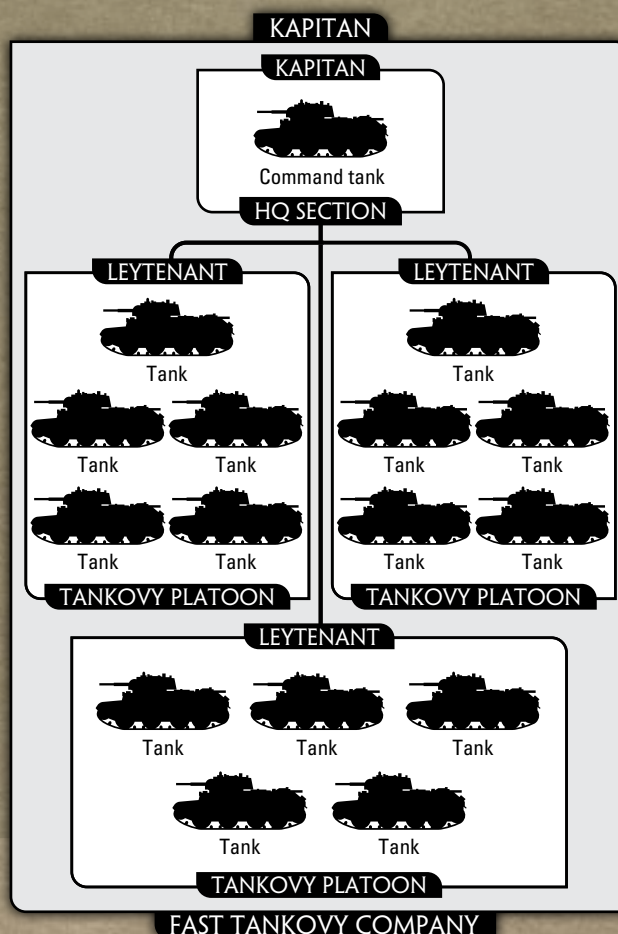 KAPITAN
KAPITAN
Command tank
HQ SECTION
LEYTENANT
Tank
Tank Tank
Tank Tank
TANKOVY PLATOON
LEYTENANT
Tank
Tank Tank
Tank Tank
TANKOVY PLATOON
LEYTENANT
Tank Tank Tank
Tank Tank
TANKOVY PLATOON
FAST TANKOVY COMPANY